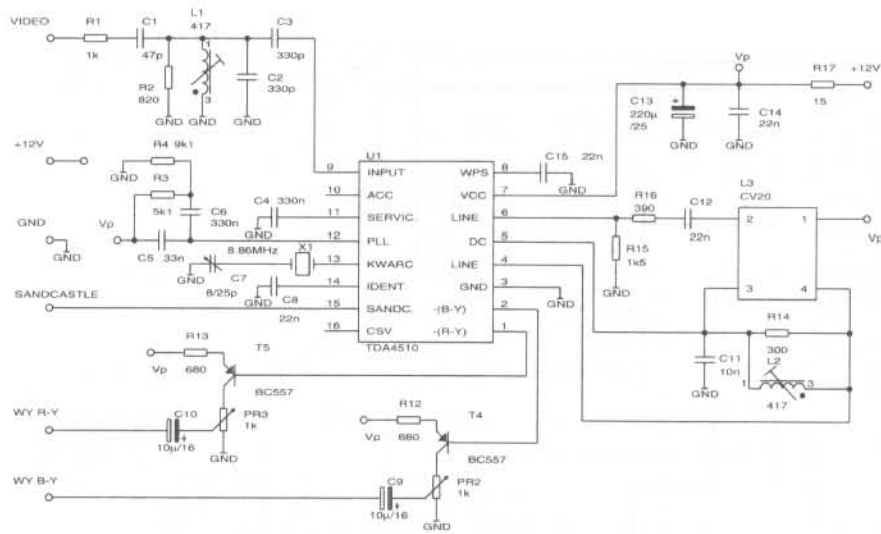 VIDEO
R1
1k
C1
47p
L1
417
1
3
C3
330p
R2
820
C2
330p
GND
GND
GND
+12V
R4 9k1
GND
R3
5k1
C6
330n
GND
GND
Vp
C5
33n
C4
330n
GND
8.86MHz
X1
GND
C7
8/25p
GND
C8
22n
SANDCASTLE
U1
9 INPUT
10 ACC
11 SERVIC.
12 PLL
13 KWARC
14 IDENT
15 SANDC.
16 CSV
WPS 8
VCC 7
LINE 6
DC 5
LINE 4
GND 3
-(B-Y) 2
-(R-Y) 1
TDA4510
C15
22n
GND
GND
Vp
R17
+12V
15
C13
220µ
/25
+
GND
C14
22n
GND
R16
390
C12
22n
R15
1k5
GND
L3
CV20
2
1
3
4
Vp
R14
300
C11
10n
GND
L2
1
3
417
R13
680
Vp
T5
BC557
WY R-Y
C10
10µ/16
+
PR3
1k
GND
R12
680
Vp
T4
BC557
WY B-Y
C9
10µ/16
+
PR2
1k
GND